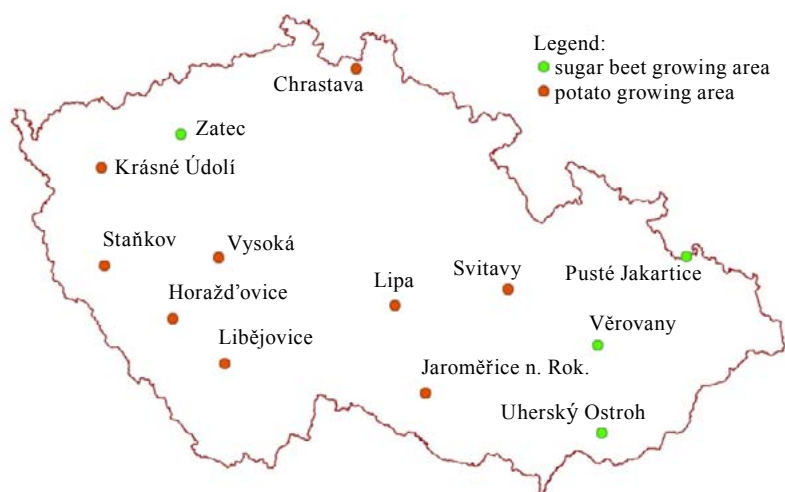 Legend:
sugar beet growing area
potato growing area
Chrastava
Zatec
Krásné Údolí
Staňkov
Vysoká
Horažd'ovice
Libějovice
Lipa
Svitavy
Pusté Jakartice
Věrovany
Jaroměřice n. Rok.
Uherský Ostroh